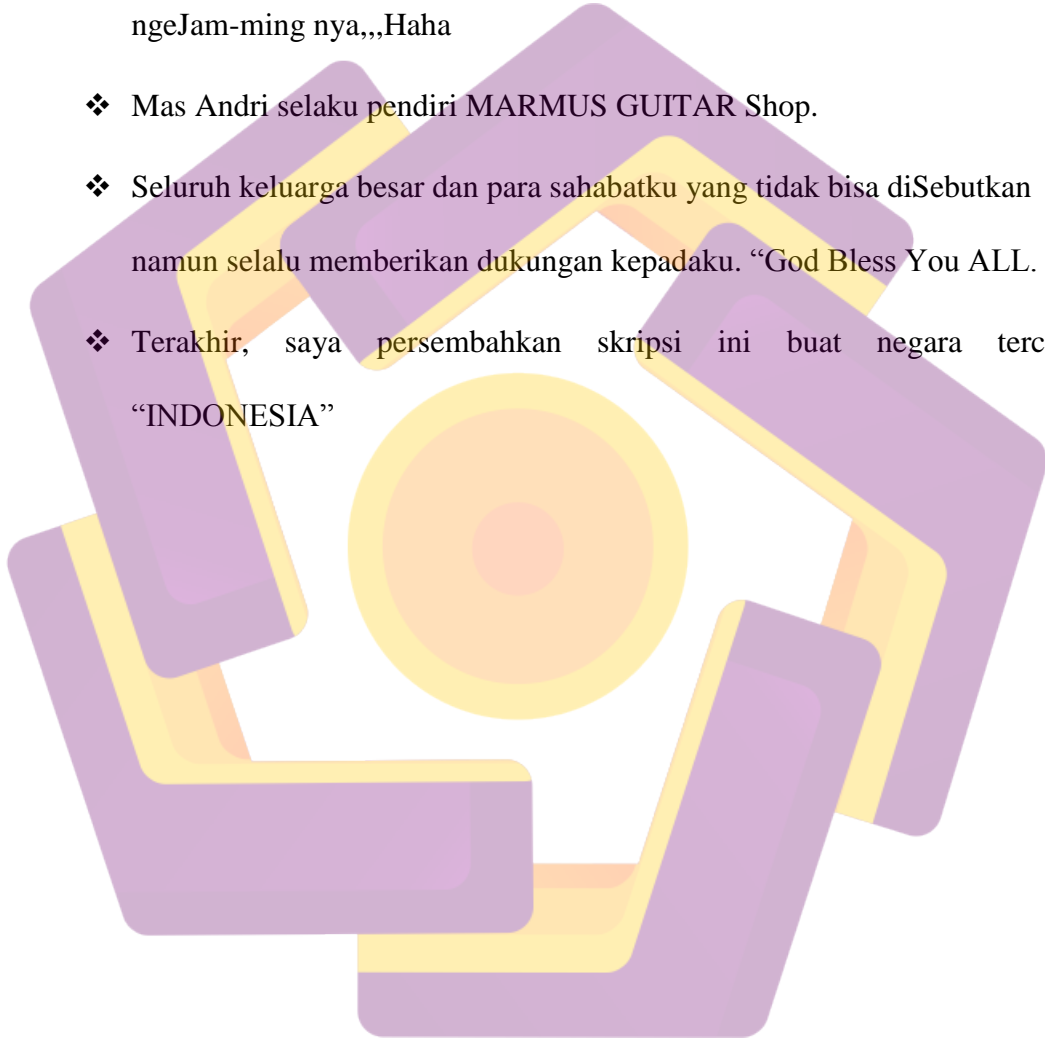 ngeJam-ming nya,,,Haha
❖ Mas Andri selaku pendiri MARMUS GUITAR Shop.
❖ Seluruh keluarga besar dan para sahabatku yang tidak bisa diSebutkan
namun selalu memberikan dukungan kepadaku. “God Bless You ALL.
❖ Terakhir, saya persembahkan skripsi ini buat negara terc
“INDONESIA”